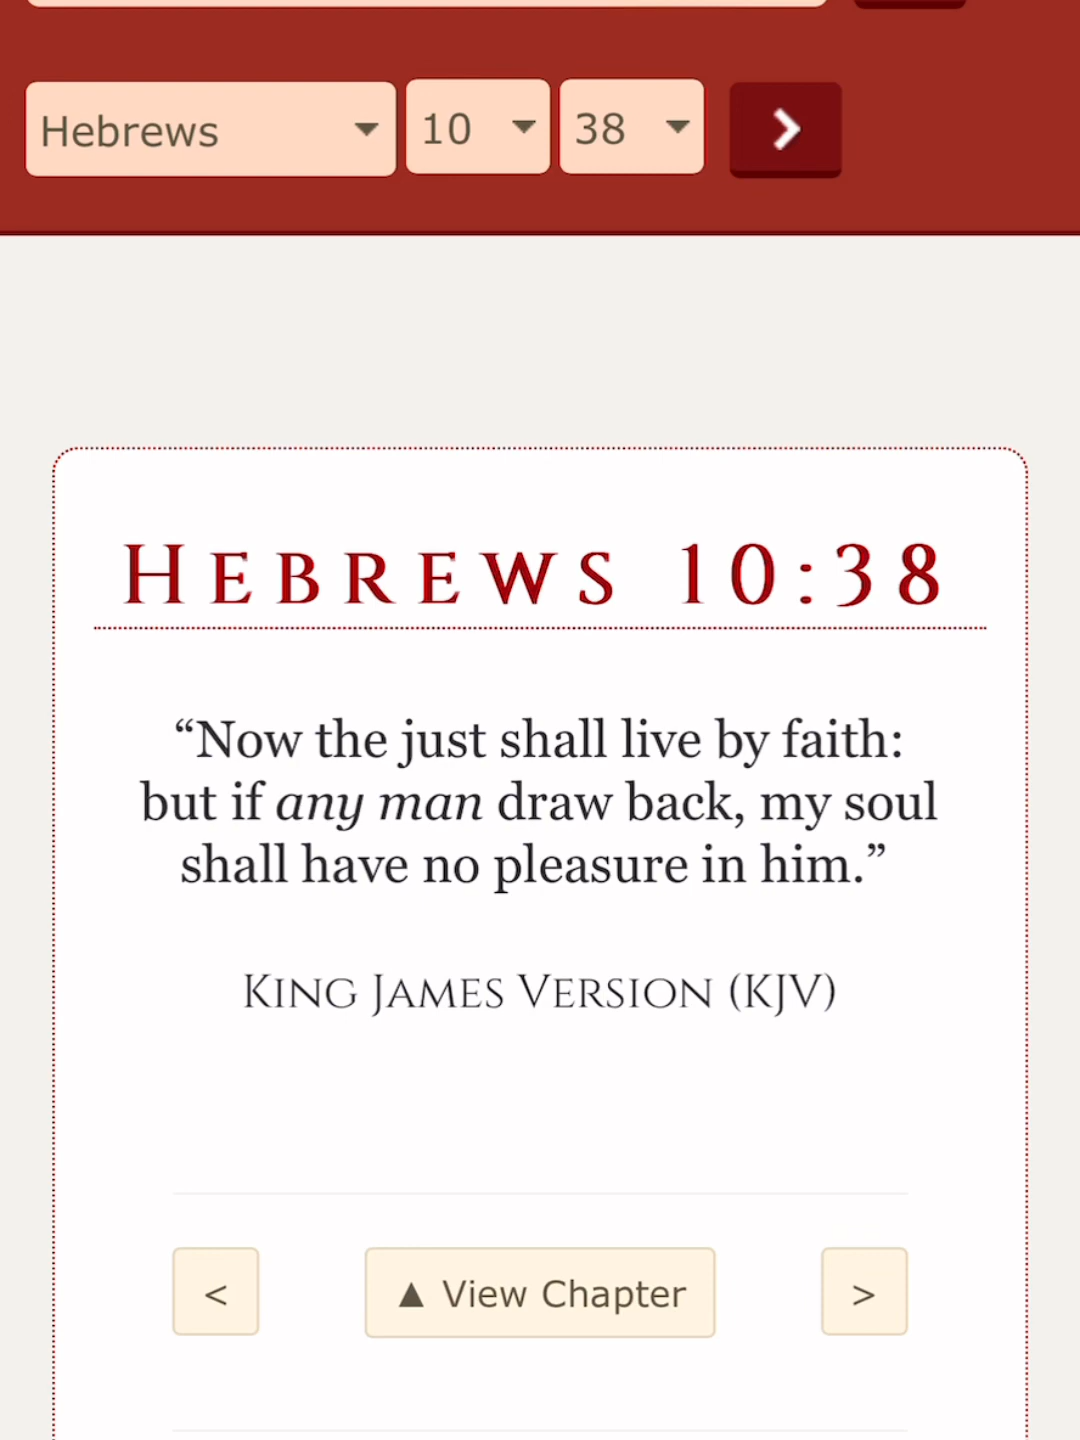 Hebrews 10 38
HEBREWS 10:38
“Now the just shall live by faith:
but if any man draw back, my soul
shall have no pleasure in him.”
KING JAMES VERSION (KJV)
< ▲ View Chapter >